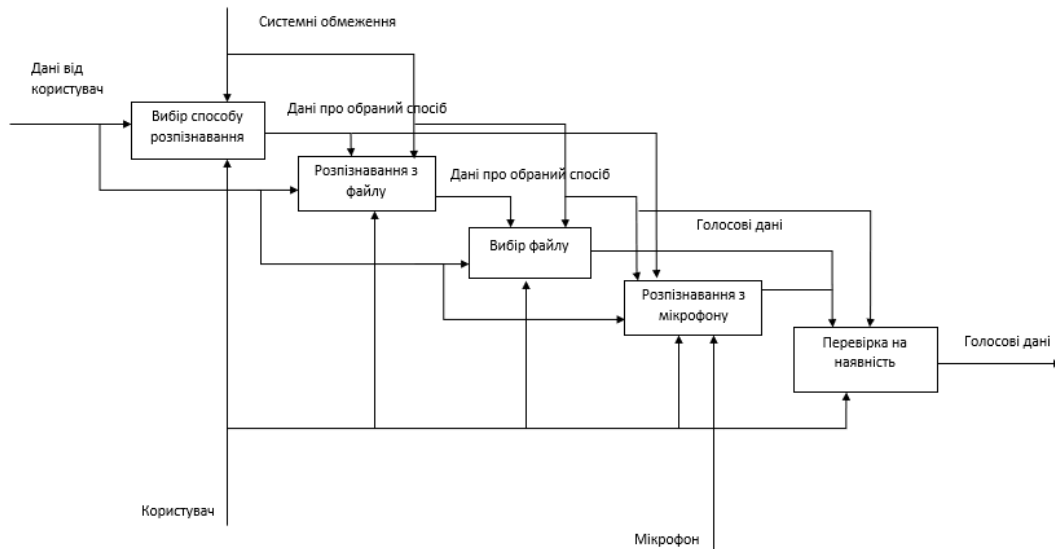 Системні обмеження
Дані від
користувач
Вибір способу
розпізнавання
Дані про обраний спосіб
Розпізнавання з
файлу
Дані про обраний спосіб
Вибір файлу
Голосові дані
Розпізнавання з
мікрофону
Перевірка на
наявність
Голосові дані
Користувач
Мікрофон